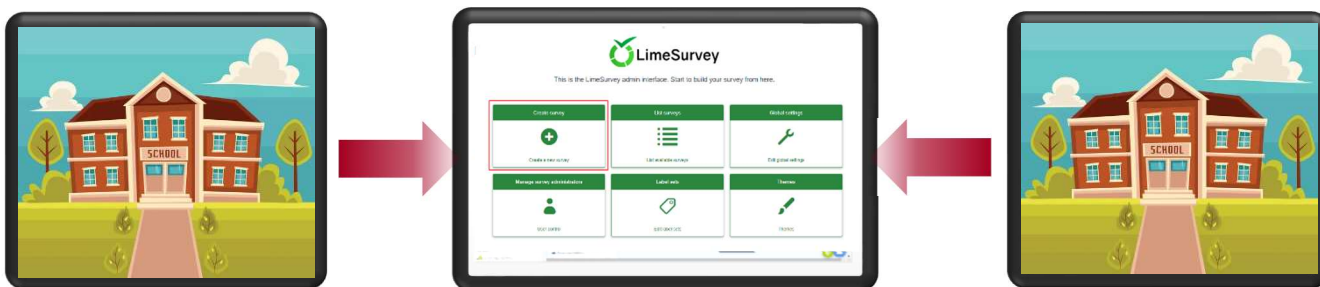 SCHOOL
LimeSurvey
This is the LimeSurvey admin interface. Start to build your survey from here.
Create survey
List surveys
Global settings
Create a new survey
List available surveys
Edit global settings
Manage survey administrators
Label sets
Themes
Themes
SCHOOL